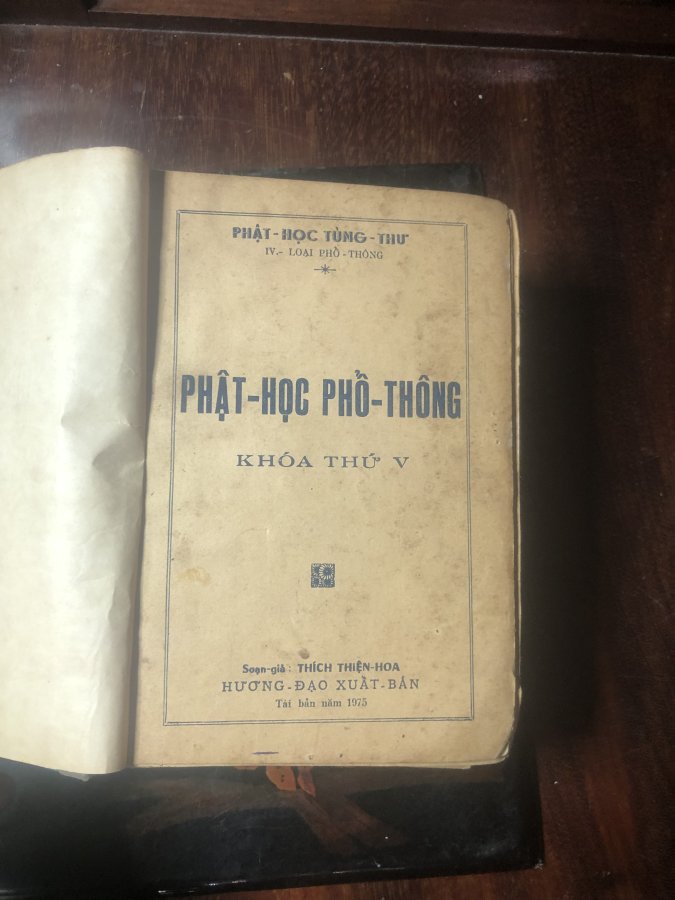 PHẬT-HỌC TÙNG-THƯ
IV.- LOẠI PHỔ-THÔNG
PHẬT-HỌC PHỔ-THÔNG
KHÓA THỨ V
Soạn-giả : THÍCH THIỆN-HOA
HƯƠNG-ĐẠO XUẤT-BẢN
Tái bản năm 1975